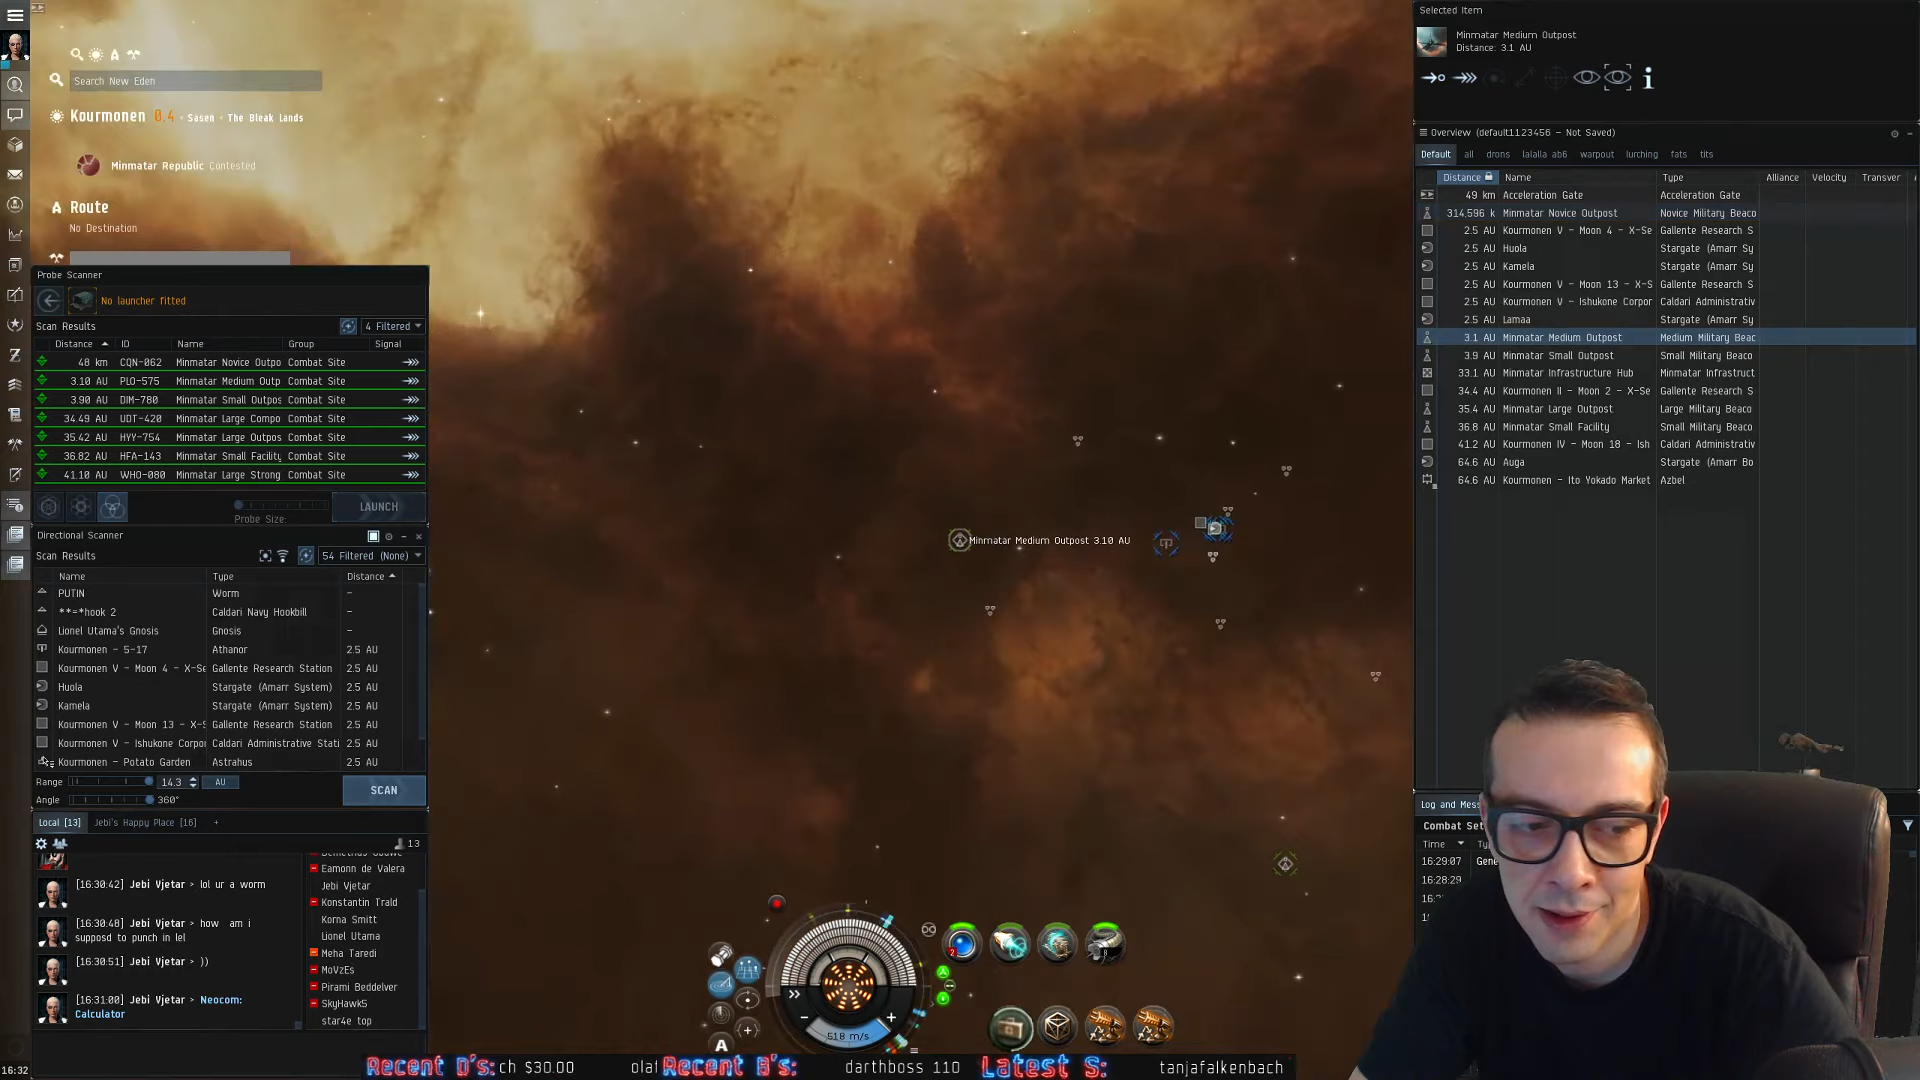 Search New Eden
Kourmonen 0.4 · Sasen · The Bleak Lands
Minmatar Republic Contested
Route
No Destination
Probe Scanner
No launcher fitted
Scan Results
4 Filtered
Distance ID Name Group Signal
48 km CQN-062 Minmatar Novice Outpo Combat Site
3.10 AU PLO-575 Minmatar Medium Outp Combat Site
3.90 AU DIM-780 Minmatar Small Outpos Combat Site
34.49 AU UDT-420 Minmatar Large Compo Combat Site
35.42 AU HYY-754 Minmatar Large Outpos Combat Site
36.82 AU HFA-143 Minmatar Small Facility Combat Site
41.10 AU WHO-080 Minmatar Large Strong Combat Site
Probe Size:
LAUNCH
Directional Scanner
Scan Results
54 Filtered (None)
Name Type Distance
PUTIN Worm –
**=*hook 2 Caldari Navy Hookbill –
Lionel Utama's Gnosis Gnosis –
Kourmonen - 5-17 Athanor 2.5 AU
Kourmonen V - Moon 4 - X-Se Gallente Research Station 2.5 AU
Huola Stargate (Amarr System) 2.5 AU
Kamela Stargate (Amarr System) 2.5 AU
Kourmonen V - Moon 13 - X-S Gallente Research Station 2.5 AU
Kourmonen V - Ishukone Corpor Caldari Administrative Stati 2.5 AU
Kourmonen - Potato Garden Astrahus 2.5 AU
Range 14.3 AU
Angle 360°
SCAN
Local [13] Jebi's Happy Place [16] +
13
[16:30:42] Jebi Vjetar > lol ur a worm
[16:30:48] Jebi Vjetar > how am i
supposd to punch in lel
[16:30:51] Jebi Vjetar > ))
[16:31:00] Jebi Vjetar > Neocom:
Calculator
Eamonn de Valera
Jebi Vjetar
Konstantin Trald
Korna Smitt
Lionel Utama
Meha Taredi
MoVzEs
Pirami Beddelver
SkyHawk5
star4e top
16:32
Minmatar Medium Outpost 3.10 AU
518 m/s
2
8
A
Recent D's: ch $30.00 olaf Recent B's: darthboss 110 Latest S: tanjafalkenbach
Selected Item
Minmatar Medium Outpost
Distance: 3.1 AU
Overview (default1123456 - Not Saved)
Default all drons lalalla ab6 warpout lurching fats tits
Distance Name Type Alliance Velocity Transver
49 km Acceleration Gate Acceleration Gate
314,596 k Minmatar Novice Outpost Novice Military Beaco
2.5 AU Kourmonen V - Moon 4 - X-Se Gallente Research S
2.5 AU Huola Stargate (Amarr Sy
2.5 AU Kamela Stargate (Amarr Sy
2.5 AU Kourmonen V - Moon 13 - X-S Gallente Research S
2.5 AU Kourmonen V - Ishukone Corpor Caldari Administrativ
2.5 AU Lamaa Stargate (Amarr Sy
3.1 AU Minmatar Medium Outpost Medium Military Beac
3.9 AU Minmatar Small Outpost Small Military Beaco
33.1 AU Minmatar Infrastructure Hub Minmatar Infrastruct
34.4 AU Kourmonen II - Moon 2 - X-Se Gallente Research S
35.4 AU Minmatar Large Outpost Large Military Beaco
36.8 AU Minmatar Small Facility Small Military Beaco
41.2 AU Kourmonen IV - Moon 18 - Ish Caldari Administrativ
64.6 AU Auga Stargate (Amarr Bo
64.6 AU Kourmonen - Ito Yokado Market Azbel
Log and Mess
Combat Set
Time Ty
16:29:07 Gene
16:28:29